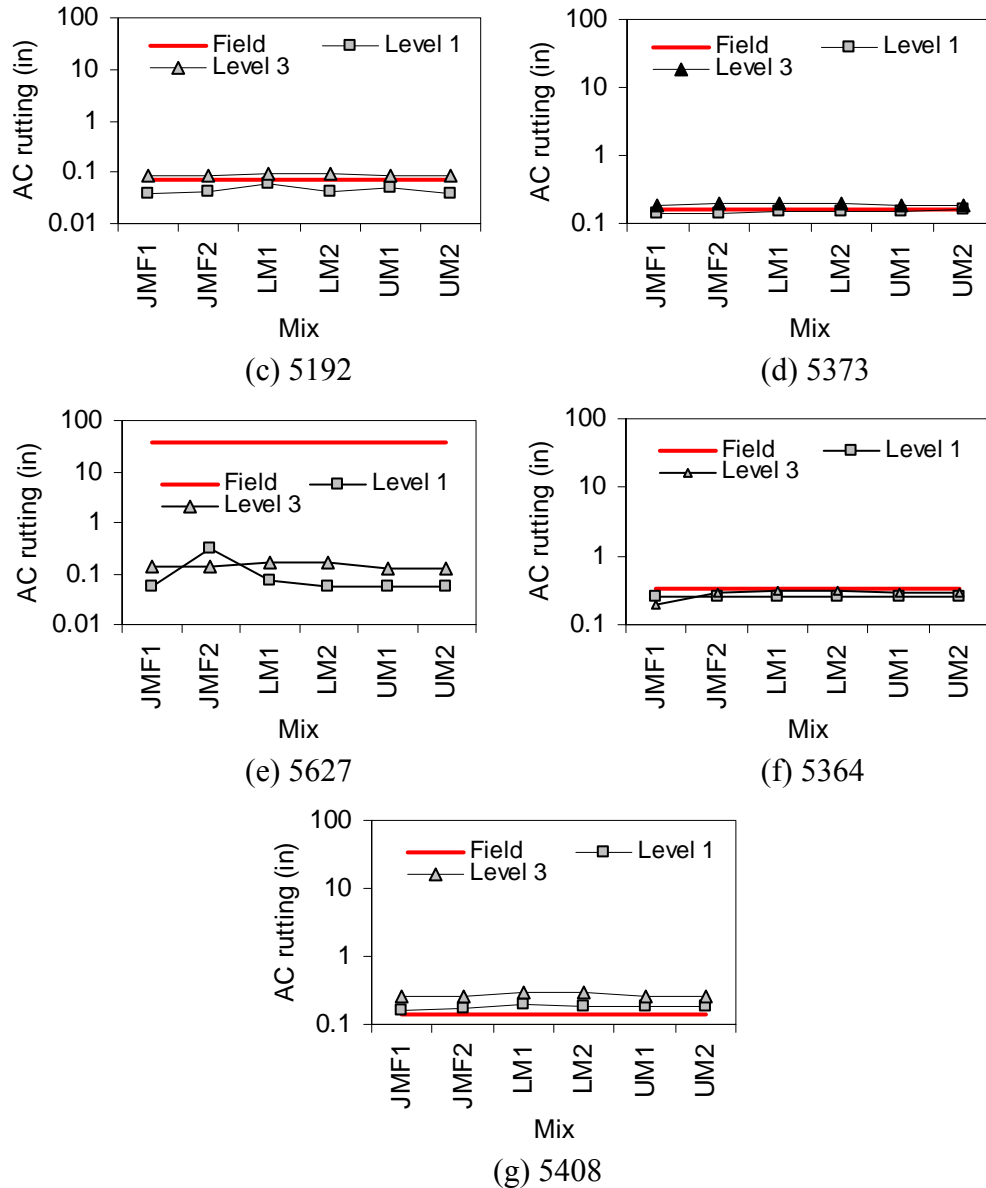 100
10
1
0.1
0.01
AC rutting (in)
Field
Level 1
Level 3
JMF1
JMF2
LM1
LM2
UM1
UM2
Mix
(c) 5192
100
10
1
0.1
AC rutting (in)
Field
Level 1
Level 3
JMF1
JMF2
LM1
LM2
UM1
UM2
Mix
(d) 5373
100
10
1
0.1
0.01
AC rutting (in)
Field
Level 1
Level 3
JMF1
JMF2
LM1
LM2
UM1
UM2
Mix
(e) 5627
100
10
1
0.1
AC rutting (in)
Field
Level 1
Level 3
JMF1
JMF2
LM1
LM2
UM1
UM2
Mix
(f) 5364
100
10
1
0.1
AC rutting (in)
Field
Level 1
Level 3
JMF1
JMF2
LM1
LM2
UM1
UM2
Mix
(g) 5408